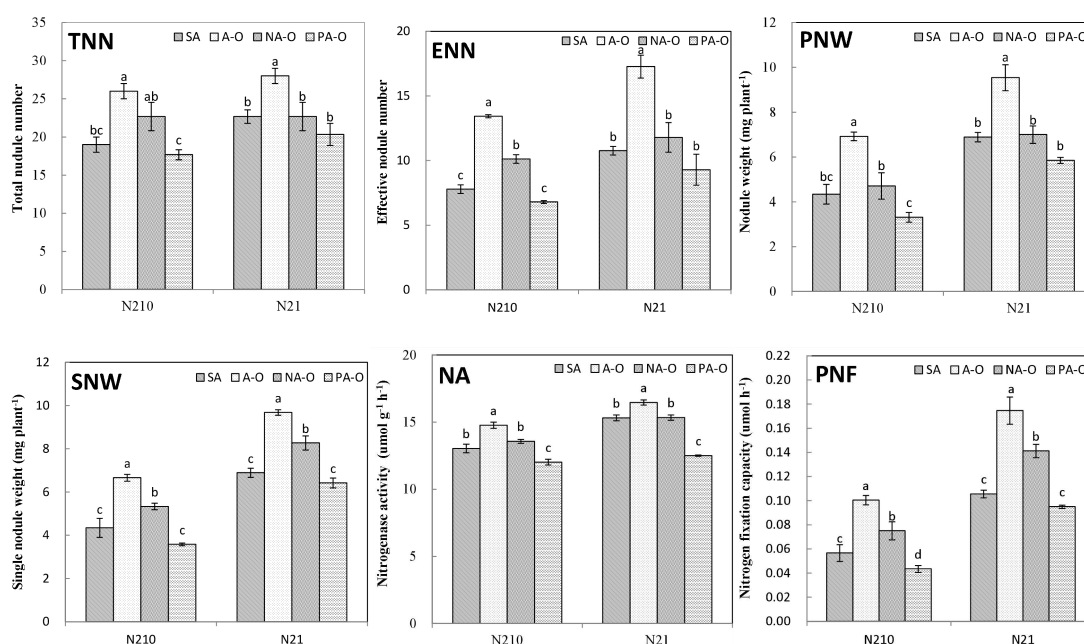 TNN
SA A-O NA-O PA-O
Total nudule number
35
30
25
20
15
10
5
0
bc a ab c
b a b b
N210 N21
ENN
SA A-O NA-O PA-O
Effective nodule number
20
15
10
5
0
c a b c
b a b b
N210 N21
PNW
SA A-O NA-O PA-O
Nodule weight (mg plant⁻¹)
12
10
8
6
4
2
0
bc a b c
b a b b
N210 N21
SNW
SA A-O NA-O PA-O
Single nodule weight (mg plant⁻¹)
12
10
8
6
4
2
0
c a b c
c a b c
N210 N21
NA
SA A-O NA-O PA-O
Nitrogenase activity (umol g⁻¹ h⁻¹)
20
15
10
5
0
b a b c
b a b c
N210 N21
PNF
SA A-O NA-O PA-O
Nitrogen fixation capacity (umol h⁻¹)
0.22
0.20
0.18
0.16
0.14
0.12
0.10
0.08
0.06
0.04
0.02
0.00
c a b d
c a b c
N210 N21